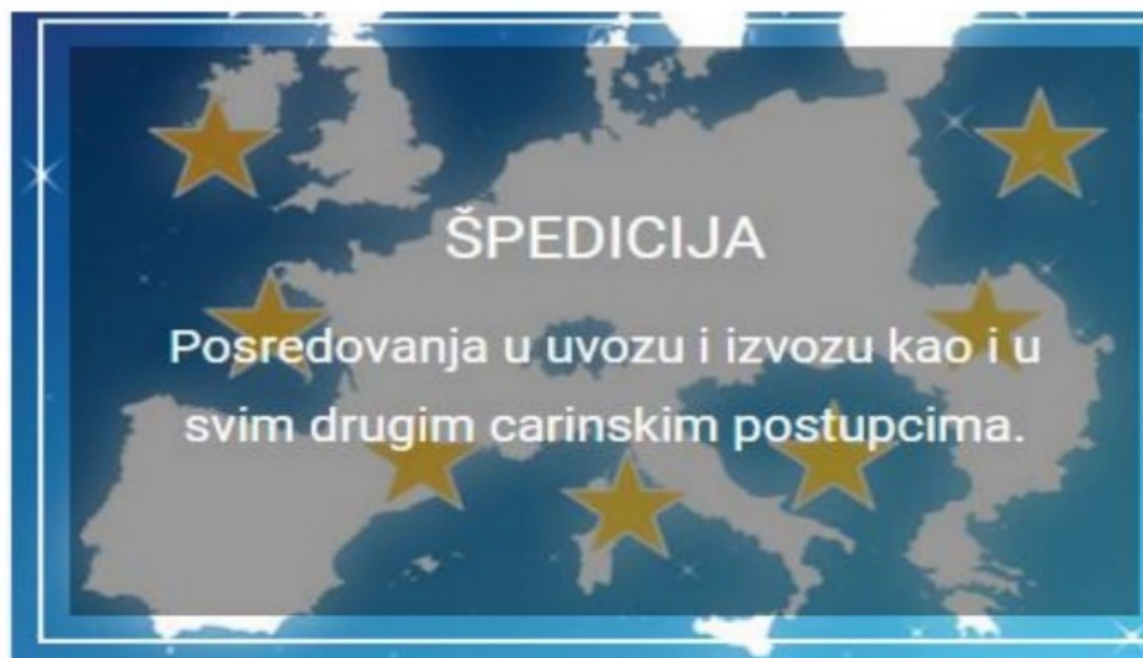 ŠPEDICIJA
Posredovanja u uvozu i izvozu kao i u
svim drugim carinskim postupcima.